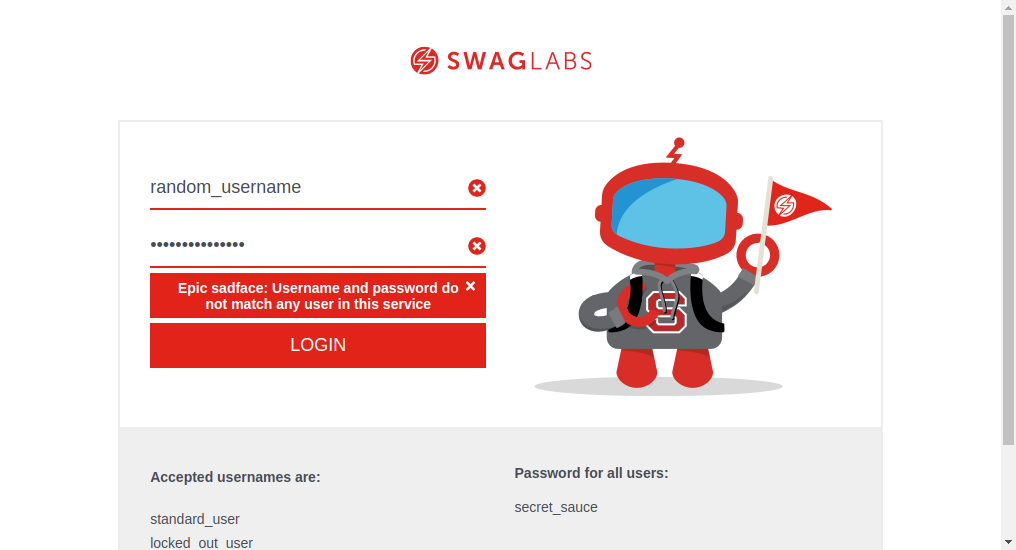 SWAGLABS
random_username
•••••••••••••••
Epic sadface: Username and password do
not match any user in this service
LOGIN
S
Accepted usernames are:
standard_user
locked_out_user
Password for all users:
secret_sauce